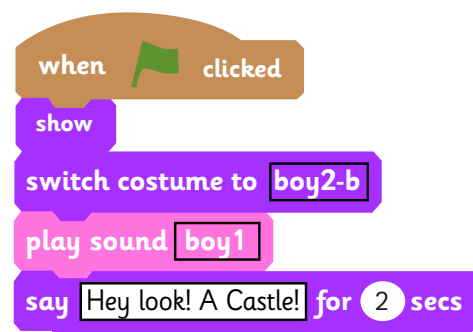 when clicked
show
switch costume to boy2-b
play sound boy1
say Hey look! A Castle! for 2 secs